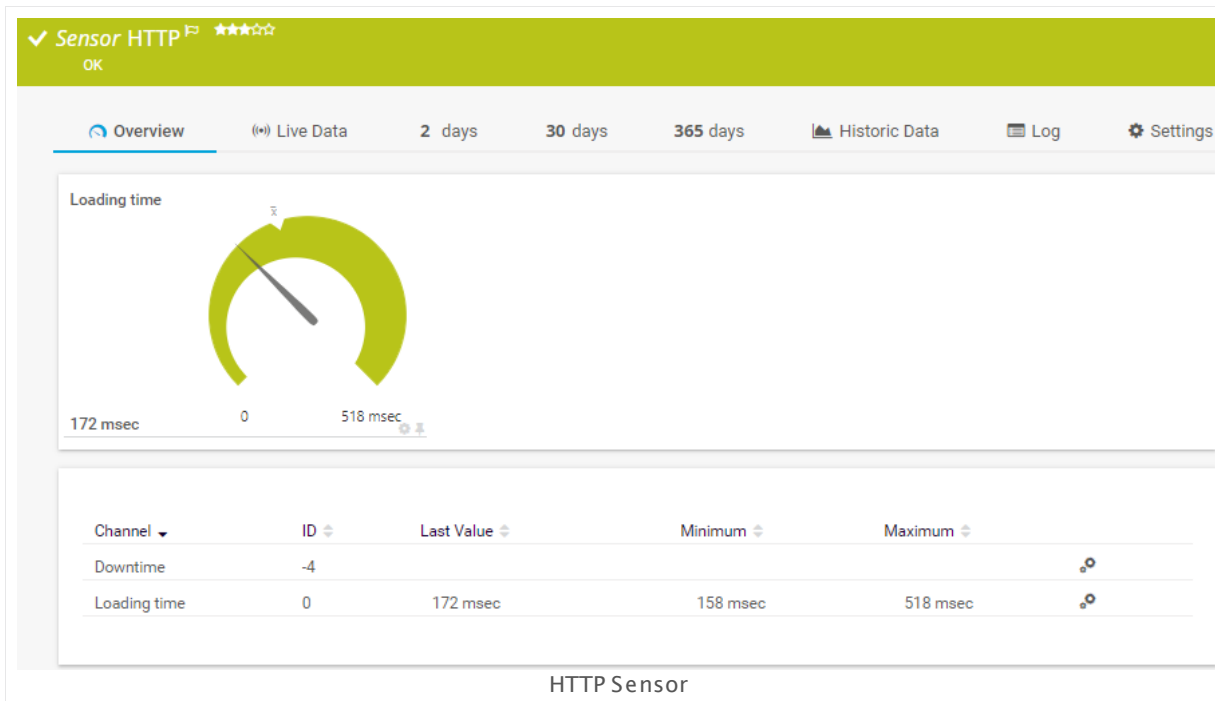 Sensor HTTP
OK
Overview Live Data 2 days 30 days 365 days Historic Data Log Settings
Loading time
x̄
0 518 msec
172 msec
Channel ID Last Value Minimum Maximum
Downtime -4
Loading time 0 172 msec 158 msec 518 msec
HTTP Sensor